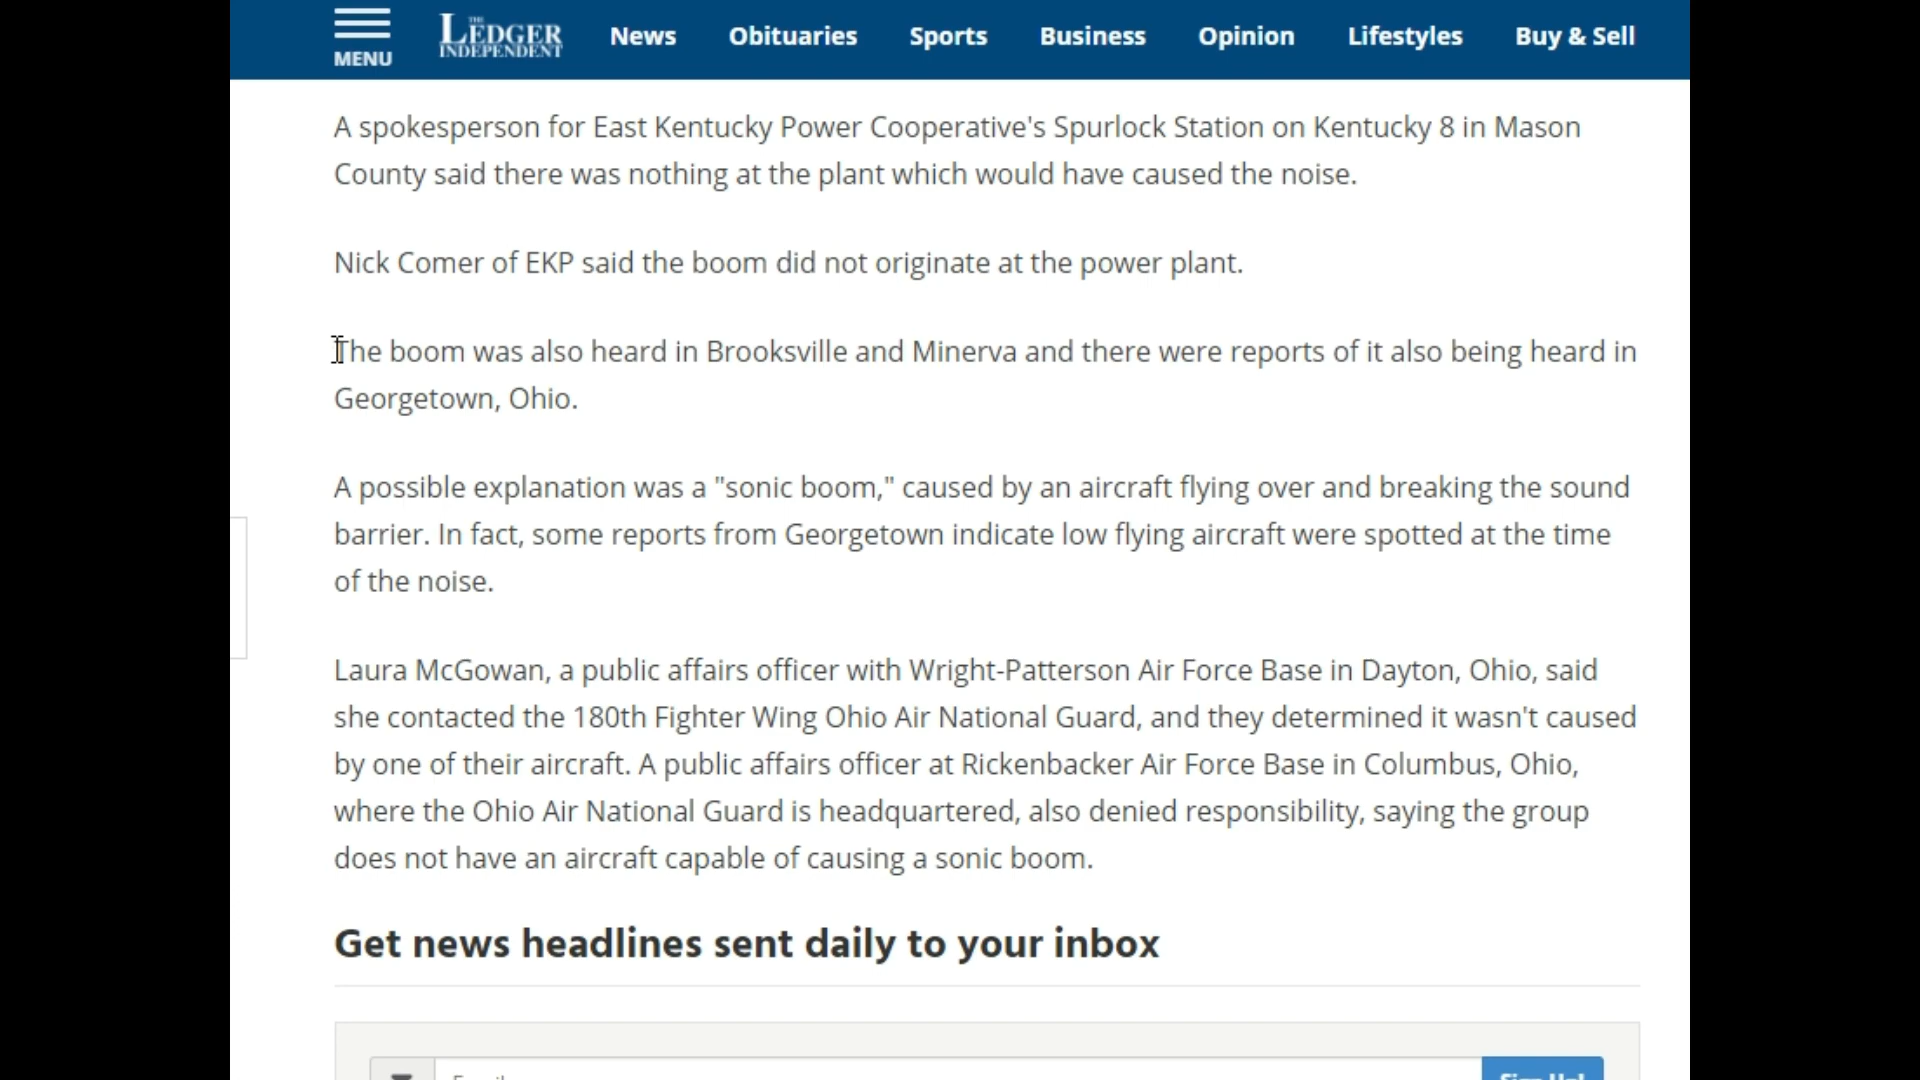 MENU
THE
LEDGER
INDEPENDENT
News
Obituaries
Sports
Business
Opinion
Lifestyles
Buy & Sell
A spokesperson for East Kentucky Power Cooperative's Spurlock Station on Kentucky 8 in Mason
County said there was nothing at the plant which would have caused the noise.
Nick Comer of EKP said the boom did not originate at the power plant.
The boom was also heard in Brooksville and Minerva and there were reports of it also being heard in
Georgetown, Ohio.
A possible explanation was a "sonic boom," caused by an aircraft flying over and breaking the sound
barrier. In fact, some reports from Georgetown indicate low flying aircraft were spotted at the time
of the noise.
Laura McGowan, a public affairs officer with Wright-Patterson Air Force Base in Dayton, Ohio, said
she contacted the 180th Fighter Wing Ohio Air National Guard, and they determined it wasn't caused
by one of their aircraft. A public affairs officer at Rickenbacker Air Force Base in Columbus, Ohio,
where the Ohio Air National Guard is headquartered, also denied responsibility, saying the group
does not have an aircraft capable of causing a sonic boom.
Get news headlines sent daily to your inbox
Sign Up!